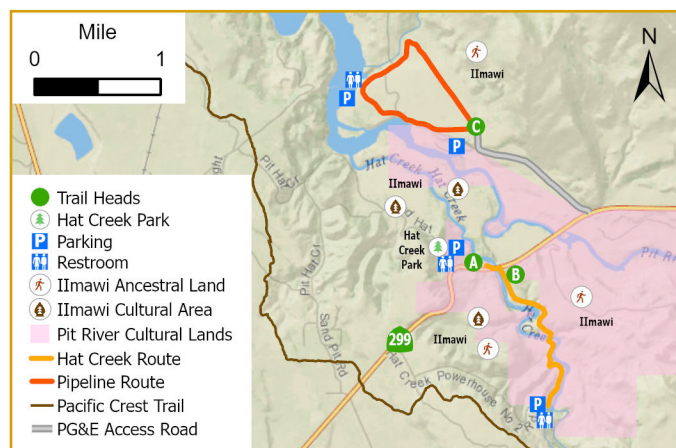 Mile
0 1
N
IImawi
P
C
P
Hat Creek
Hat Creek
IImawi
Pit Hat Ct
Trail Heads
Hat Creek Park
Parking
Restroom
IImawi Ancestral Land
IImawi Cultural Area
Pit River Cultural Lands
Hat Creek Route
Pipeline Route
Pacific Crest Trail
PG&E Access Road
P
P
Hat
Creek
Park
A
B
Pit R
IImawi
IImawi
299
Sand Pit Rd
Hat Creek Powerhouse No 2 R
P